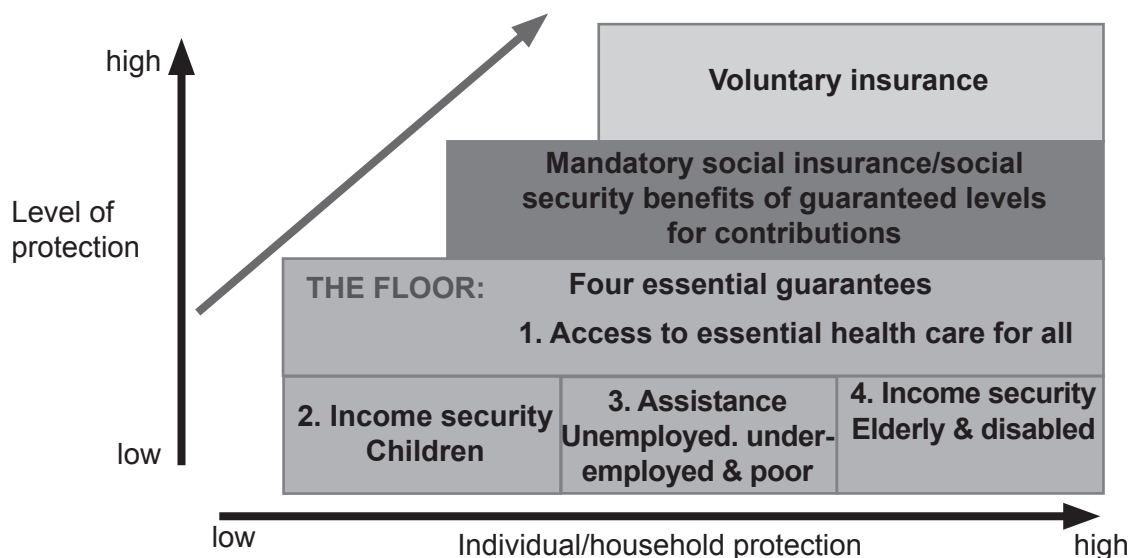 high
Voluntary insurance
Mandatory social insurance/social
security benefits of guaranteed levels
for contributions
Level of
protection
THE FLOOR: Four essential guarantees
1. Access to essential health care for all
2. Income security
Children
3. Assistance
Unemployed. under-
employed & poor
4. Income security
Elderly & disabled
low
low
Individual/household protection
high